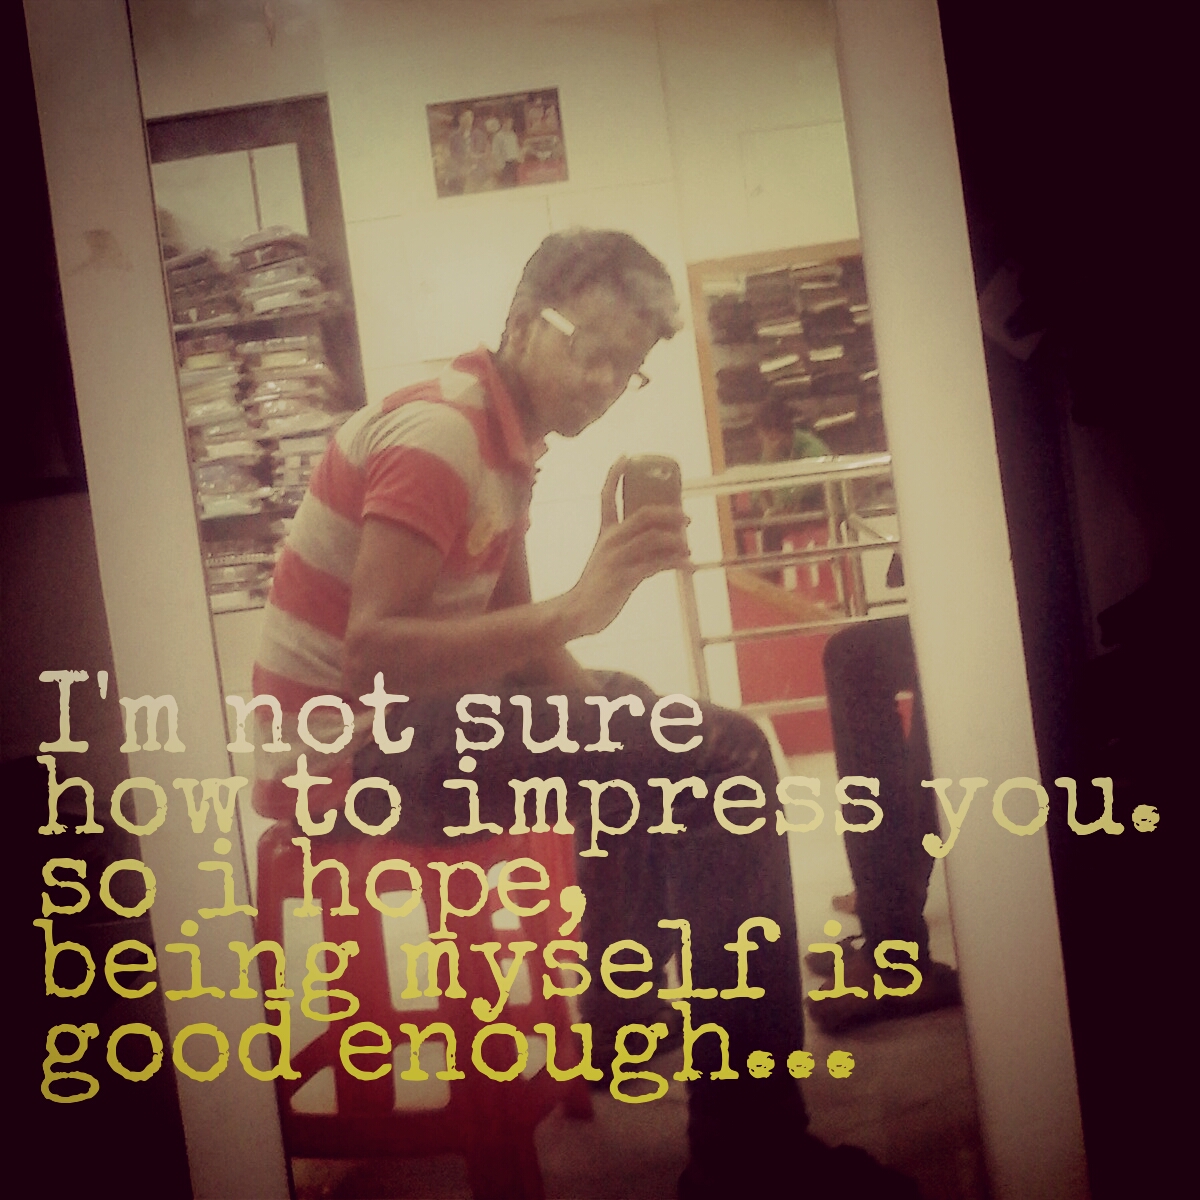 I'm not sure
how to impress you.
so i hope,
being myself is
good enough...